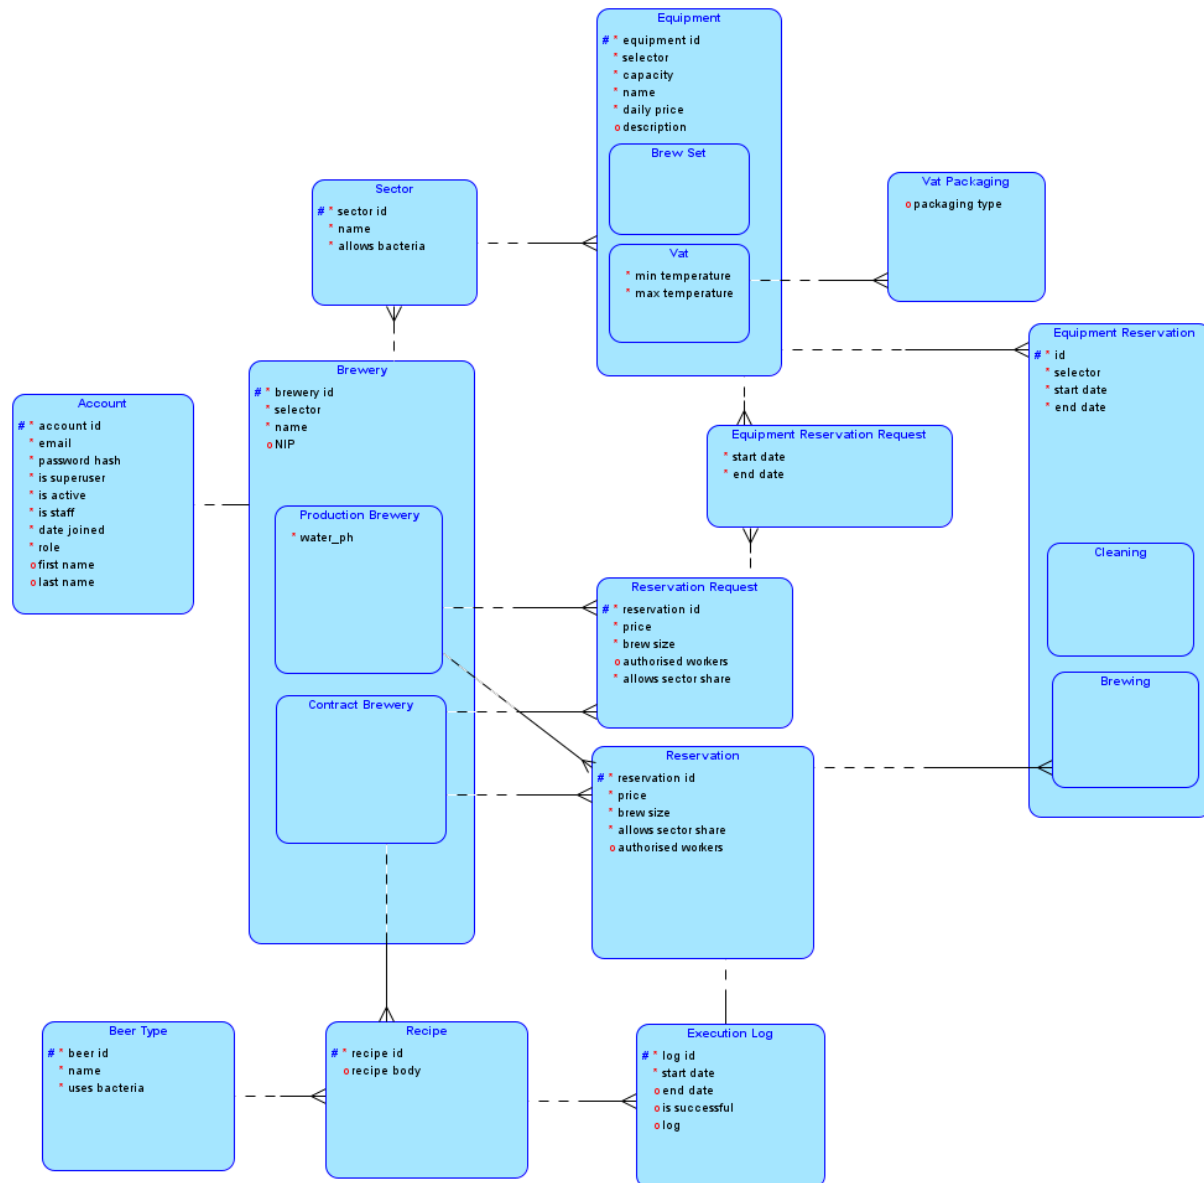 Equipment
# * equipment id
* selector
* capacity
* name
* daily price
o description
Brew Set
Vat
* min temperature
* max temperature
Vat Packaging
o packaging type
Sector
# * sector id
* name
* allows bacteria
Equipment Reservation
# * id
* selector
* start date
* end date
Cleaning
Brewing
Brewery
# * brewery id
* selector
* name
o NIP
Production Brewery
* water_ph
Contract Brewery
Account
# * account id
* email
* password hash
* is superuser
* is active
* is staff
* date joined
* role
o first name
o last name
Equipment Reservation Request
* start date
* end date
Reservation Request
# * reservation id
* price
* brew size
o authorised workers
* allows sector share
Reservation
# * reservation id
* price
* brew size
* allows sector share
o authorised workers
Beer Type
# * beer id
* name
* uses bacteria
Recipe
# * recipe id
o recipe body
Execution Log
# * log id
* start date
o end date
o is successful
o log